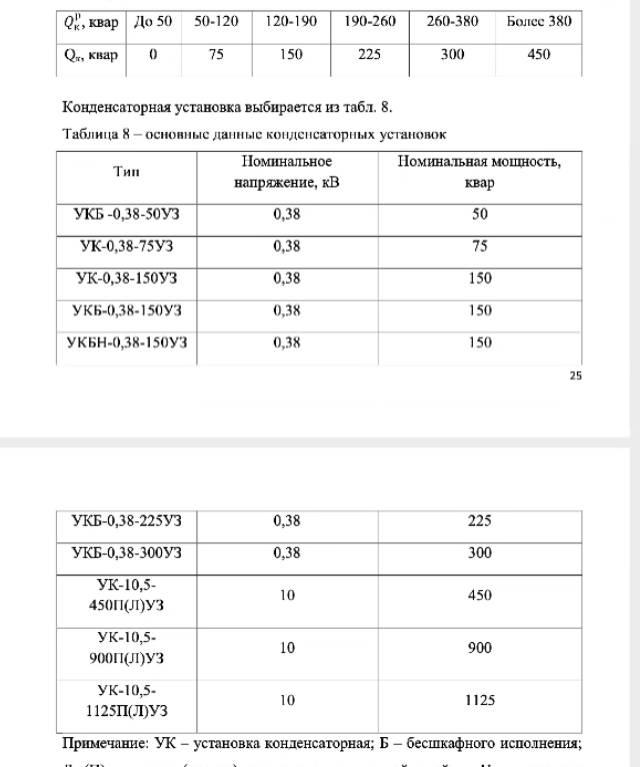 Qᵖₖ, квар До 50 50-120 120-190 190-260 260-380 Более 380
Qₖ, квар 0 75 150 225 300 450
Конденсаторная установка выбирается из табл. 8.
Таблица 8 – основные данные конденсаторных установок
Тип Номинальное напряжение, кВ Номинальная мощность, квар
УКБ -0,38-50УЗ 0,38 50
УК-0,38-75УЗ 0,38 75
УК-0,38-150УЗ 0,38 150
УКБ-0,38-150УЗ 0,38 150
УКБН-0,38-150УЗ 0,38 150
25
УКБ-0,38-225УЗ 0,38 225
УКБ-0,38-300УЗ 0,38 300
УК-10,5-
450П(Л)УЗ 10 450
УК-10,5-
900П(Л)УЗ 10 900
УК-10,5-
1125П(Л)УЗ 10 1125
Примечание: УК – установка конденсаторная; Б – бесшкафного исполнения;